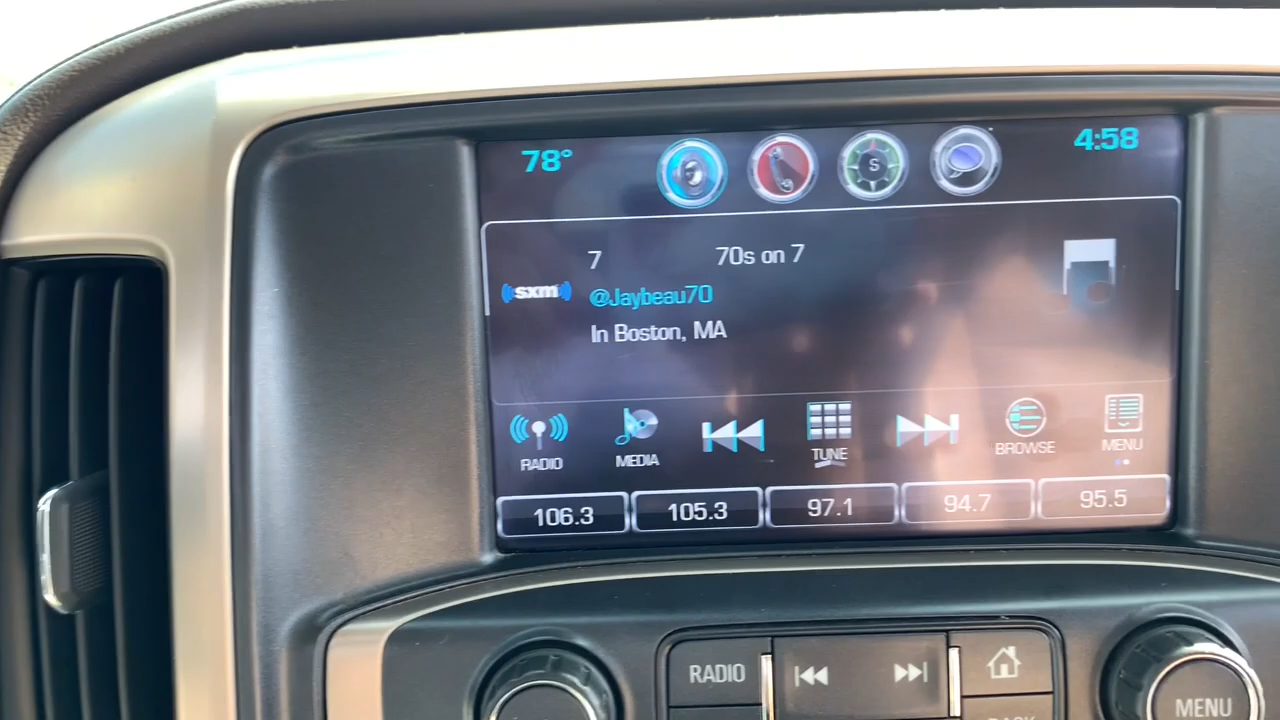 78°
S
4:58
7
70s on 7
sxm
@Jaybeau70
In Boston, MA
RADIO
MEDIA
TUNE
BROWSE
MENU
106.3
105.3
97.1
94.7
95.5
RADIO
MENU
BACK